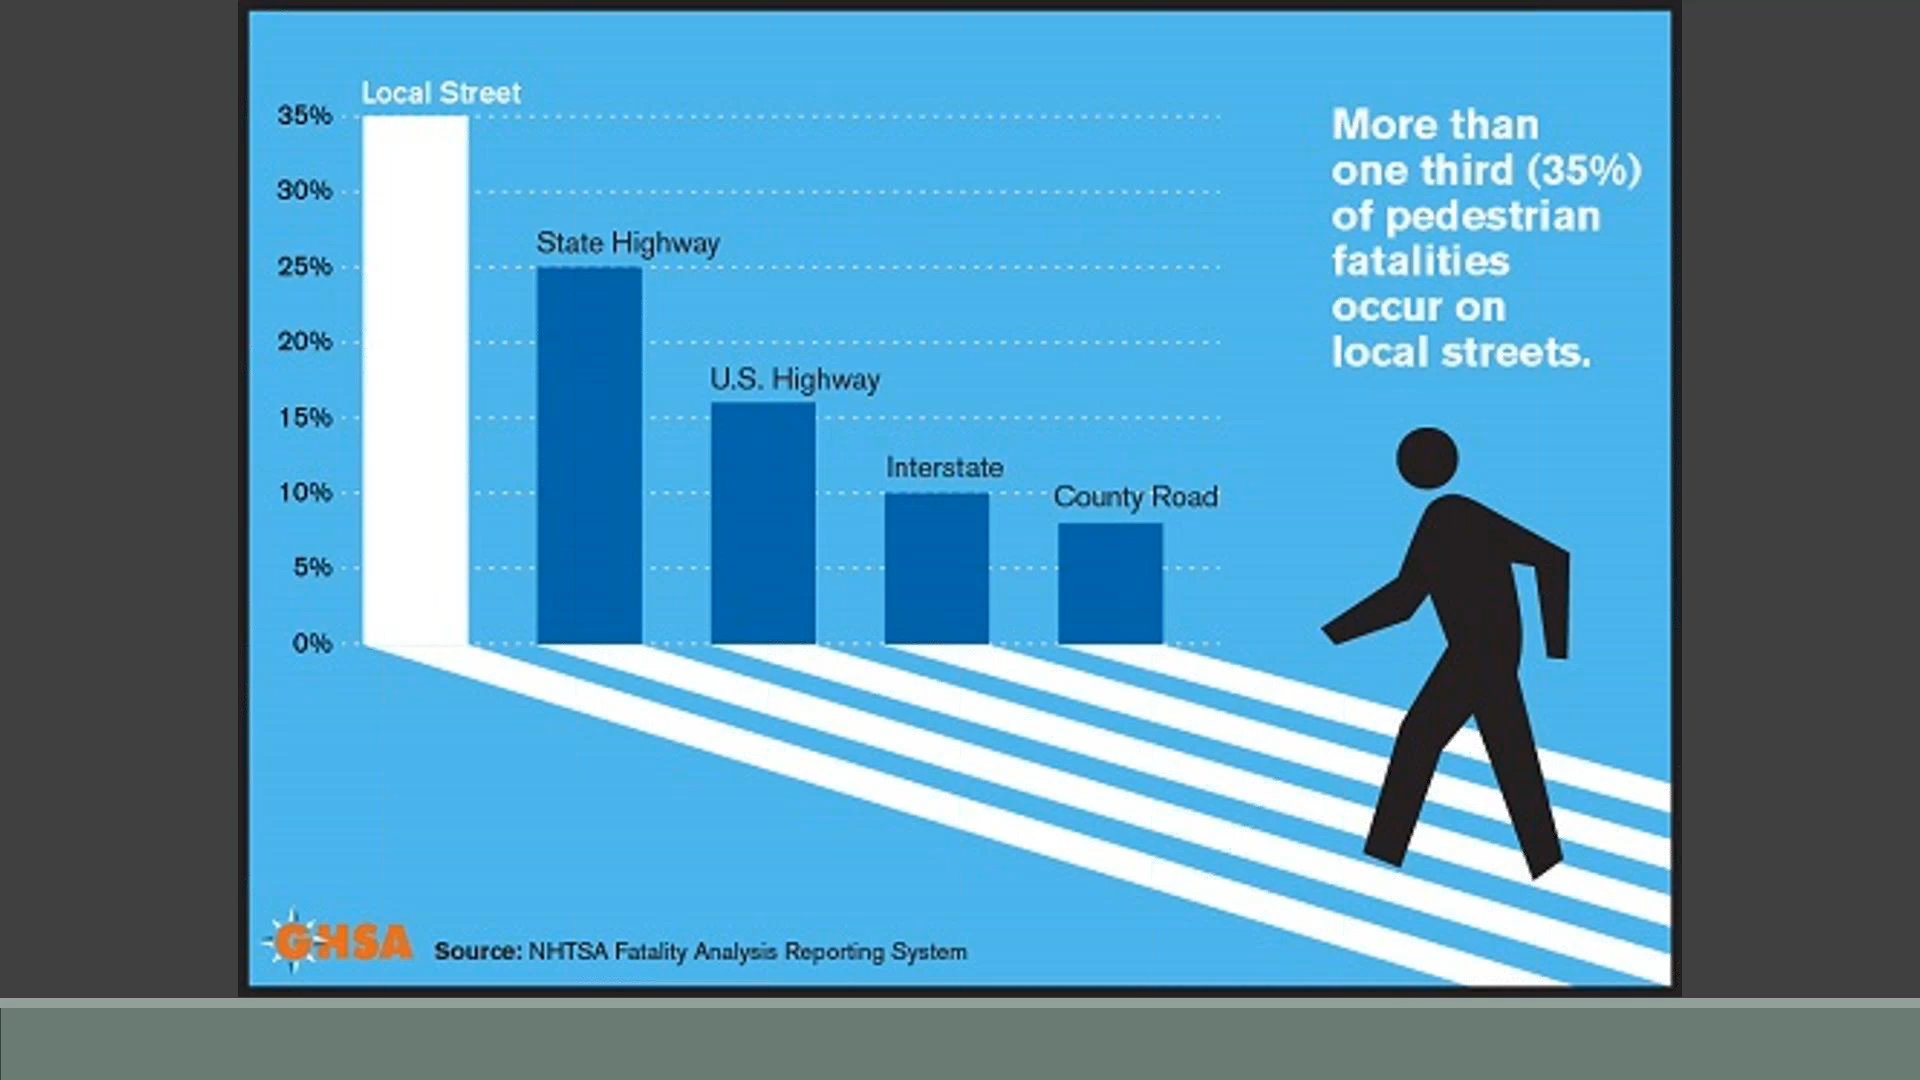 Local Street
35%
30%
State Highway
25%
20%
U.S. Highway
15%
Interstate
10%
County Road
5%
0%
More than
one third (35%)
of pedestrian
fatalities
occur on
local streets.
GHSA
Source: NHTSA Fatality Analysis Reporting System